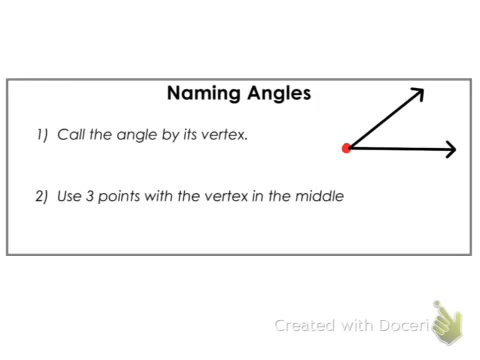 Naming Angles
1) Call the angle by its vertex.
2) Use 3 points with the vertex in the middle
Created with Doceri